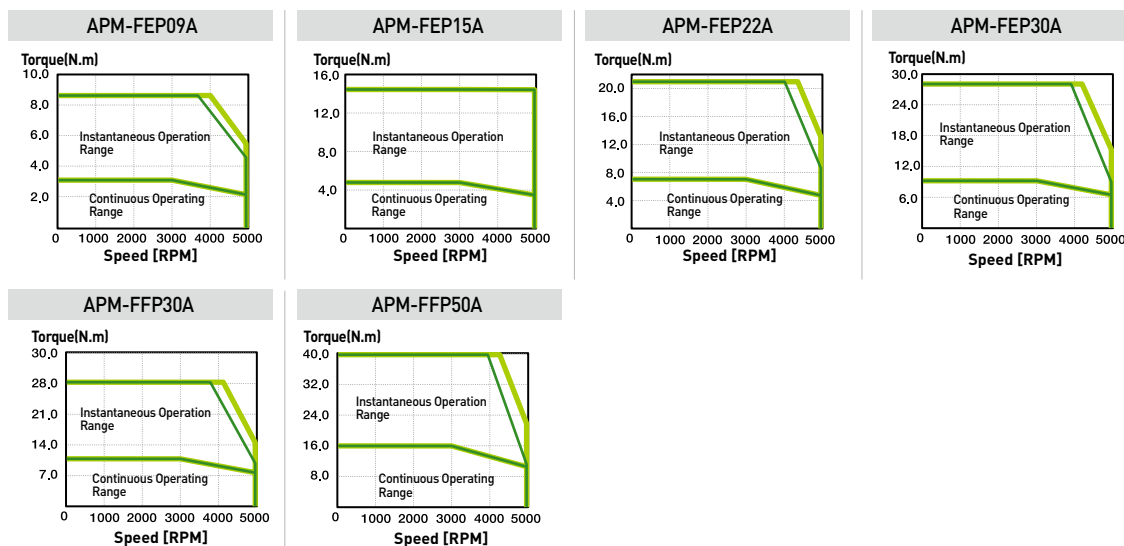 APM-FEP09A
Torque(N.m)
10,0
8,0
6,0
4,0
2,0
Instantaneous Operation
Range
Continuous Operating
Range
0 1000 2000 3000 4000 5000
Speed [RPM]
APM-FEP15A
Torque(N.m)
16,0
12,0
8,0
4,0
Instantaneous Operation
Range
Continuous Operating
Range
0 1000 2000 3000 4000 5000
Speed [RPM]
APM-FEP22A
Torque(N.m)
20,0
16,0
12,0
8,0
4,0
Instantaneous Operation
Range
Continuous Operating
Range
0 1000 2000 3000 4000 5000
Speed [RPM]
APM-FEP30A
Torque(N.m)
30,0
24,0
18,0
12,0
6,0
Instantaneous Operation
Range
Continuous Operating
Range
0 1000 2000 3000 4000 5000
Speed [RPM]
APM-FFP30A
Torque(N.m)
30,0
28,0
21,0
14,0
7,0
Instantaneous Operation
Range
Continuous Operating
Range
0 1000 2000 3000 4000 5000
Speed [RPM]
APM-FFP50A
Torque(N.m)
40,0
32,0
24,0
16,0
8,0
Instantaneous Operation
Range
Continuous Operating
Range
0 1000 2000 3000 4000 5000
Speed [RPM]